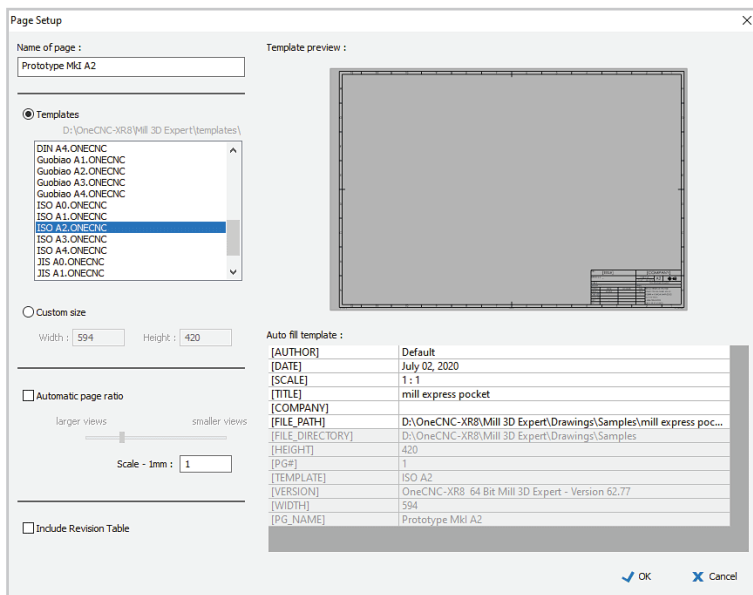 Page Setup
Name of page :
Prototype MkI A2
Templates
D:\OneCNC-XR8\Mill 3D Expert\templates\
DIN A4.ONECNC
Guobiao A1.ONECNC
Guobiao A2.ONECNC
Guobiao A3.ONECNC
Guobiao A4.ONECNC
ISO A0.ONECNC
ISO A1.ONECNC
ISO A2.ONECNC
ISO A3.ONECNC
ISO A4.ONECNC
JIS A0.ONECNC
JIS A1.ONECNC
Custom size
Width : 594 Height : 420
Automatic page ratio
larger views smaller views
Scale - 1mm : 1
Include Revision Table
Template preview :
[COMPANY]
Auto fill template :
[AUTHOR] Default
[DATE] July 02, 2020
[SCALE] 1 : 1
[TITLE] mill express pocket
[COMPANY]
[FILE_PATH] D:\OneCNC-XR8\Mill 3D Expert\Drawings\Samples\mill express poc...
[FILE_DIRECTORY] D:\OneCNC-XR8\Mill 3D Expert\Drawings\Samples
[HEIGHT] 420
[PG#] 1
[TEMPLATE] ISO A2
[VERSION] OneCNC-XR8 64 Bit Mill 3D Expert - Version 62.77
[WIDTH] 594
[PG_NAME] Prototype MkI A2
OK Cancel